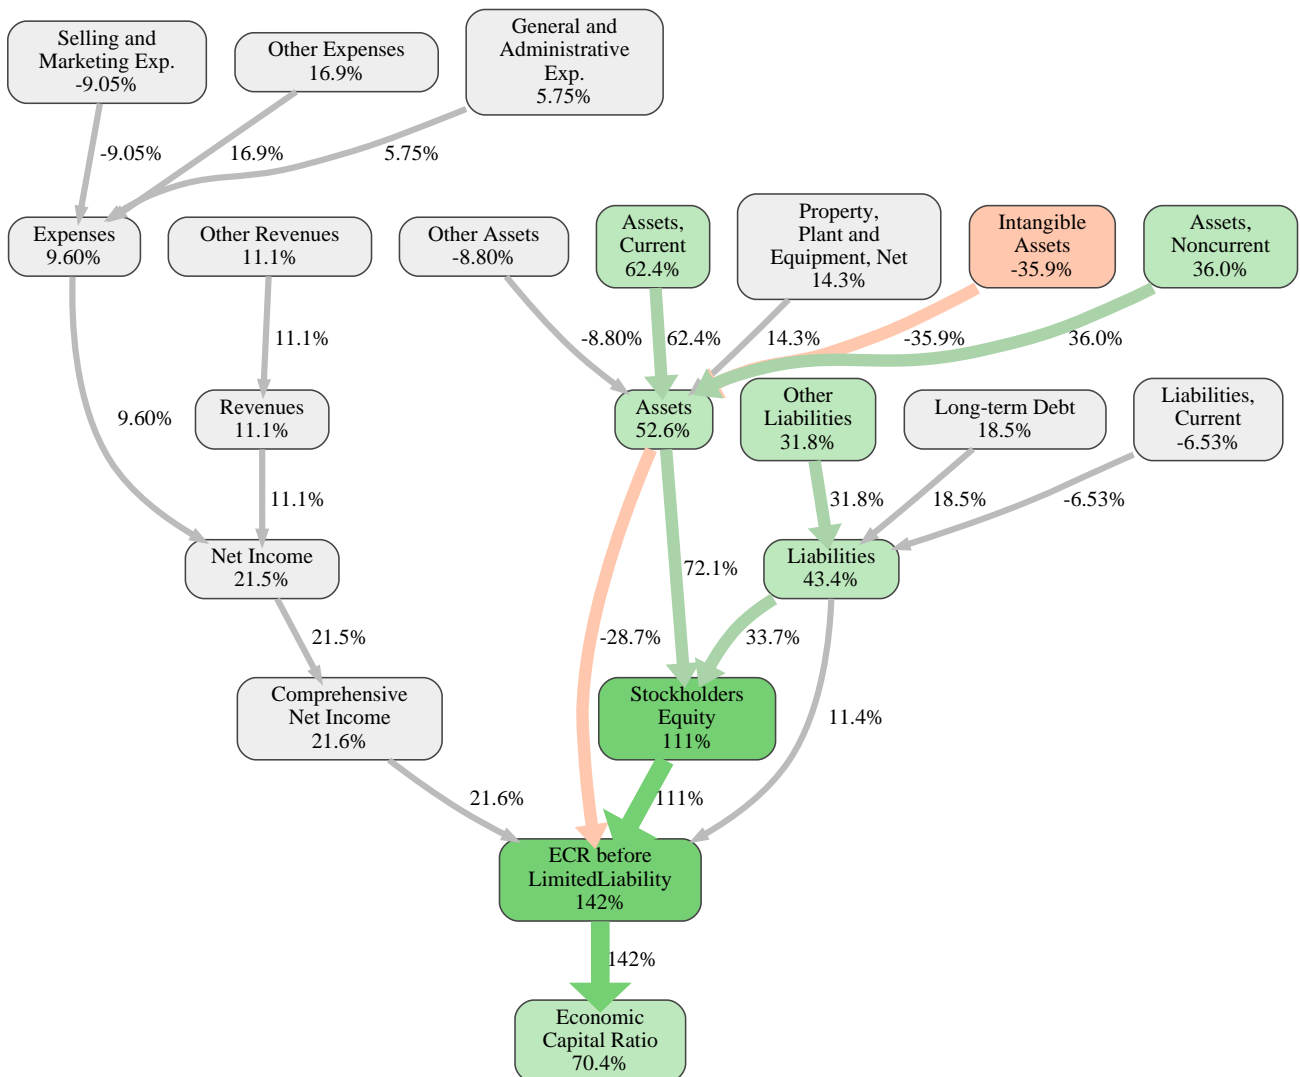 Selling and
Marketing Exp.
-9.05%
Other Expenses
16.9%
General and
Administrative
Exp.
5.75%
-9.05%
16.9%
5.75%
Expenses
9.60%
Other Revenues
11.1%
Other Assets
-8.80%
Assets,
Current
62.4%
Property,
Plant and
Equipment, Net
14.3%
Intangible
Assets
-35.9%
Assets,
Noncurrent
36.0%
11.1%
-8.80%
62.4%
14.3%
-35.9%
36.0%
9.60%
Revenues
11.1%
Assets
52.6%
Other
Liabilities
31.8%
Long-term Debt
18.5%
Liabilities,
Current
-6.53%
11.1%
31.8%
18.5%
-6.53%
Net Income
21.5%
72.1%
Liabilities
43.4%
21.5%
-28.7%
33.7%
Comprehensive
Net Income
21.6%
Stockholders
Equity
111%
11.4%
21.6%
111%
ECR before
LimitedLiability
142%
142%
Economic
Capital Ratio
70.4%